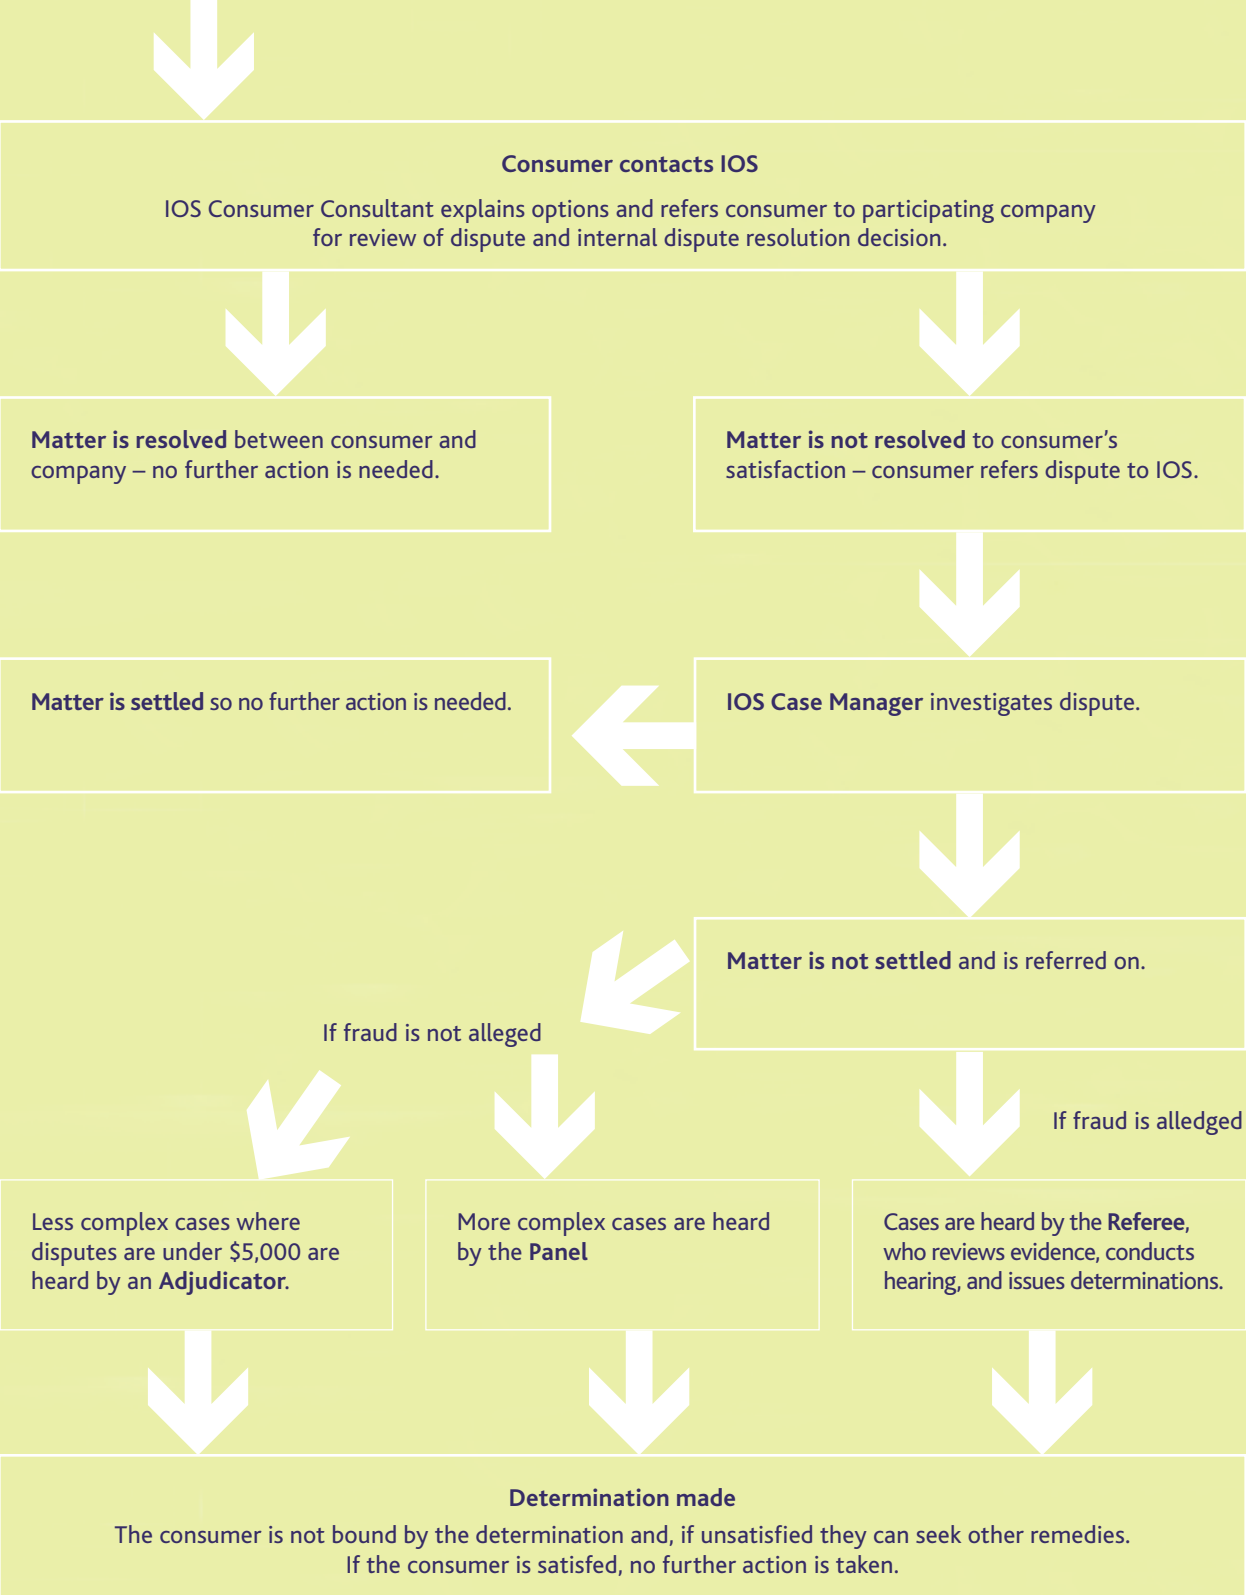 Consumer contacts IOS
IOS Consumer Consultant explains options and refers consumer to participating company
for review of dispute and internal dispute resolution decision.
Matter is resolved between consumer and
company – no further action is needed.
Matter is not resolved to consumer’s
satisfaction – consumer refers dispute to IOS.
Matter is settled so no further action is needed.
IOS Case Manager investigates dispute.
Matter is not settled and is referred on.
If fraud is not alleged
If fraud is alledged
Less complex cases where
disputes are under $5,000 are
heard by an Adjudicator.
More complex cases are heard
by the Panel
Cases are heard by the Referee,
who reviews evidence, conducts
hearing, and issues determinations.
Determination made
The consumer is not bound by the determination and, if unsatisfied they can seek other remedies.
If the consumer is satisfed, no further action is taken.